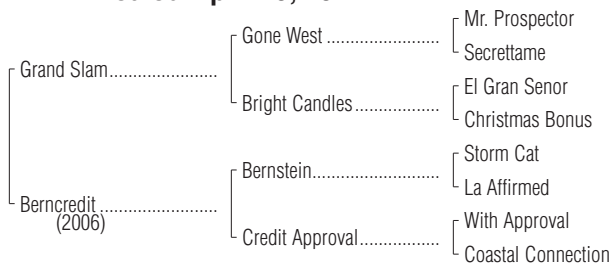 Mr. Prospector
Gone West
Secrettame
Grand Slam
El Gran Senor
Bright Candles
Christmas Bonus
Storm Cat
Bernstein
La Affirmed
Berncredit
(2006)
With Approval
Credit Approval
Coastal Connection